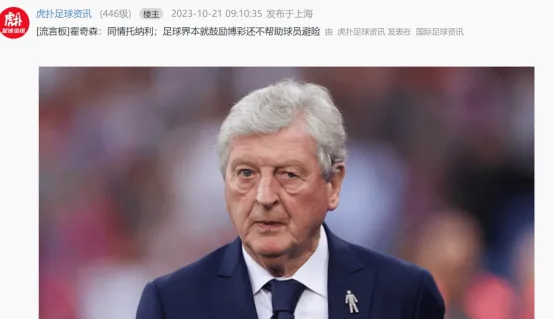 虎扑足球资讯 (446级) 楼主 2023-10-21 09:10:35 发布于上海
虎扑
足球资讯
[流言板]霍奇森：同情托纳利；足球界本就鼓励博彩还不帮助球员避险 由 虎扑足球资讯 发表在 国际足球资讯